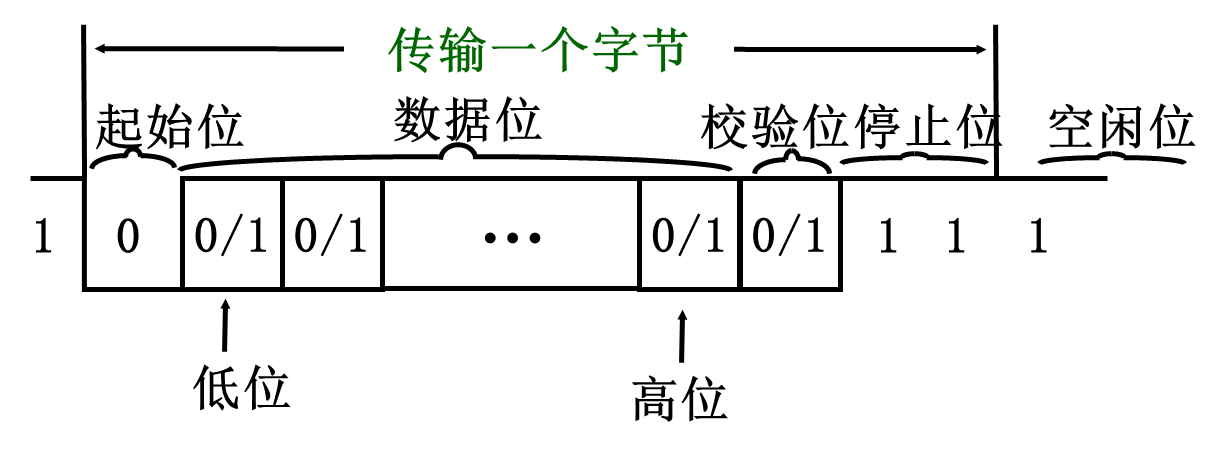 传输一个字节
起始位 数据位 校验位 停止位 空闲位
1 0 0/1 0/1 ••• 0/1 0/1 1 1 1
低位 高位